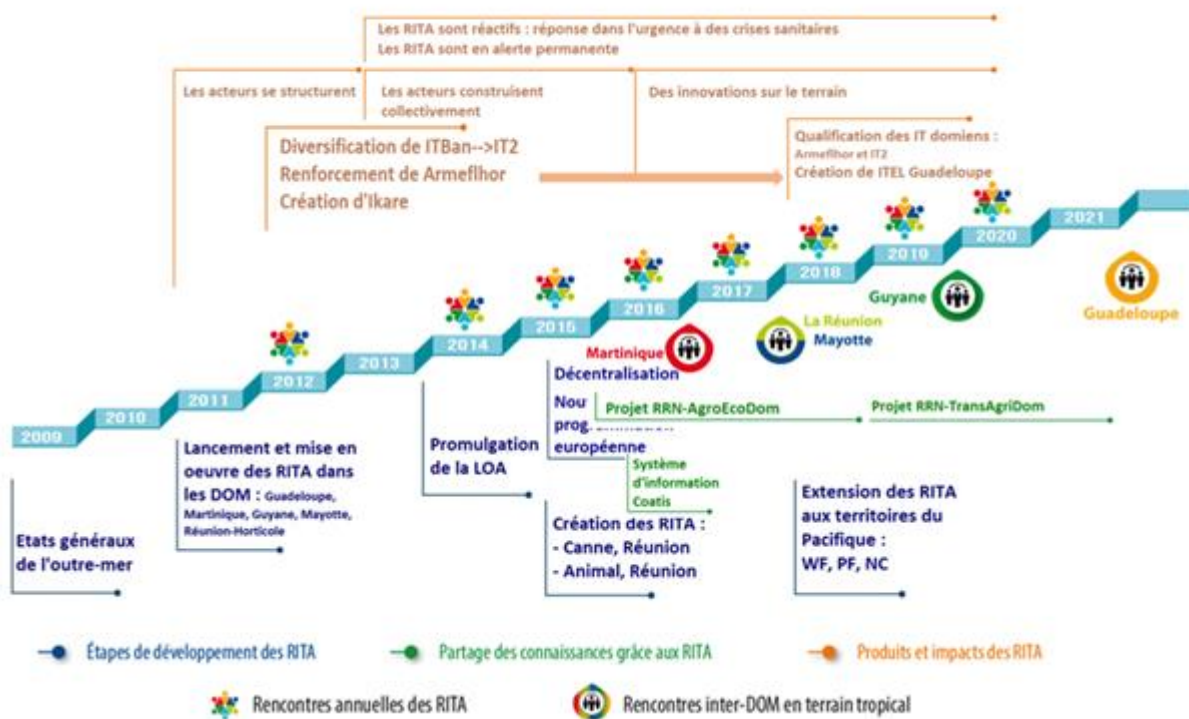 Les RITA sont réactifs : réponse dans l'urgence à des crises sanitaires
Les RITA sont en alerte permanente
Les acteurs se structurent
Les acteurs construisent
collectivement
Des innovations sur le terrain
Diversification de ITBan-->IT2
Renforcement de Armeflhor
Création d'Ikare
Qualification des IT domiens :
Armeflhor et IT2
Création de ITEL Guadeloupe
2009
2010
2011
2012
2013
2014
2015
2016
2017
2018
2019
2020
2021
Martinique
La Réunion
Mayotte
Guyane
Guadeloupe
Etats généraux
de l'outre-mer
Lancement et mise en
oeuvre des RITA dans
les DOM : Guadeloupe,
Martinique, Guyane, Mayotte,
Réunion-Horticole
Promulgation
de la LOA
Décentralisation
Nou
prog
européenne
Projet RRN-AgroEcoDom
Projet RRN-TransAgriDom
Système
d'information
Coatis
Création des RITA :
- Canne, Réunion
- Animal, Réunion
Extension des RITA
aux territoires du
Pacifique :
WF, PF, NC
Étapes de développement des RITA
Partage des connaissances grâce aux RITA
Produits et impacts des RITA
Rencontres annuelles des RITA
Rencontres inter-DOM en terrain tropical